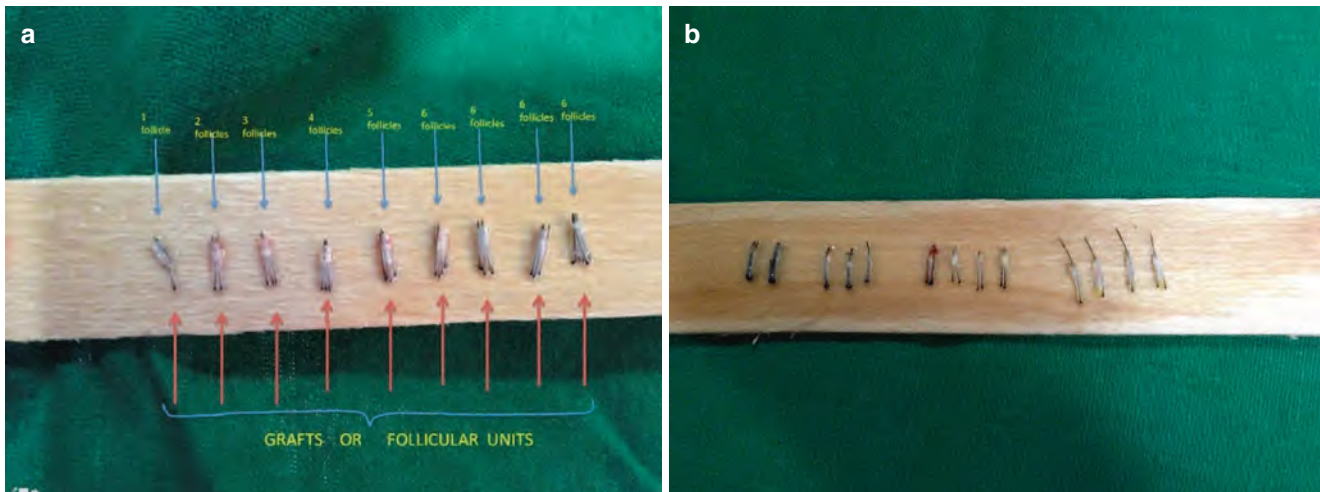 a
b
1 follicle
2 follicles
3 follicles
4 follicles
5 follicles
6 follicles
6 follicles
6 follicles
6 follicles
GRAFTS OR FOLLICULAR UNITS